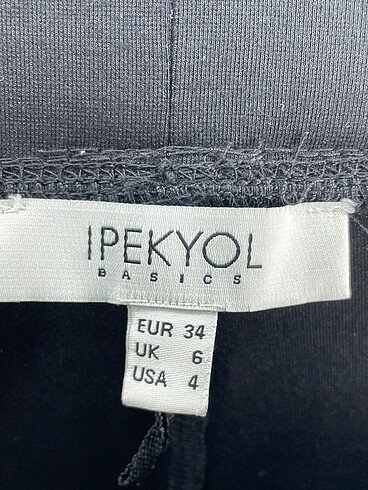 IPEKYOL
BASICS
EUR 34
UK 6
USA 4